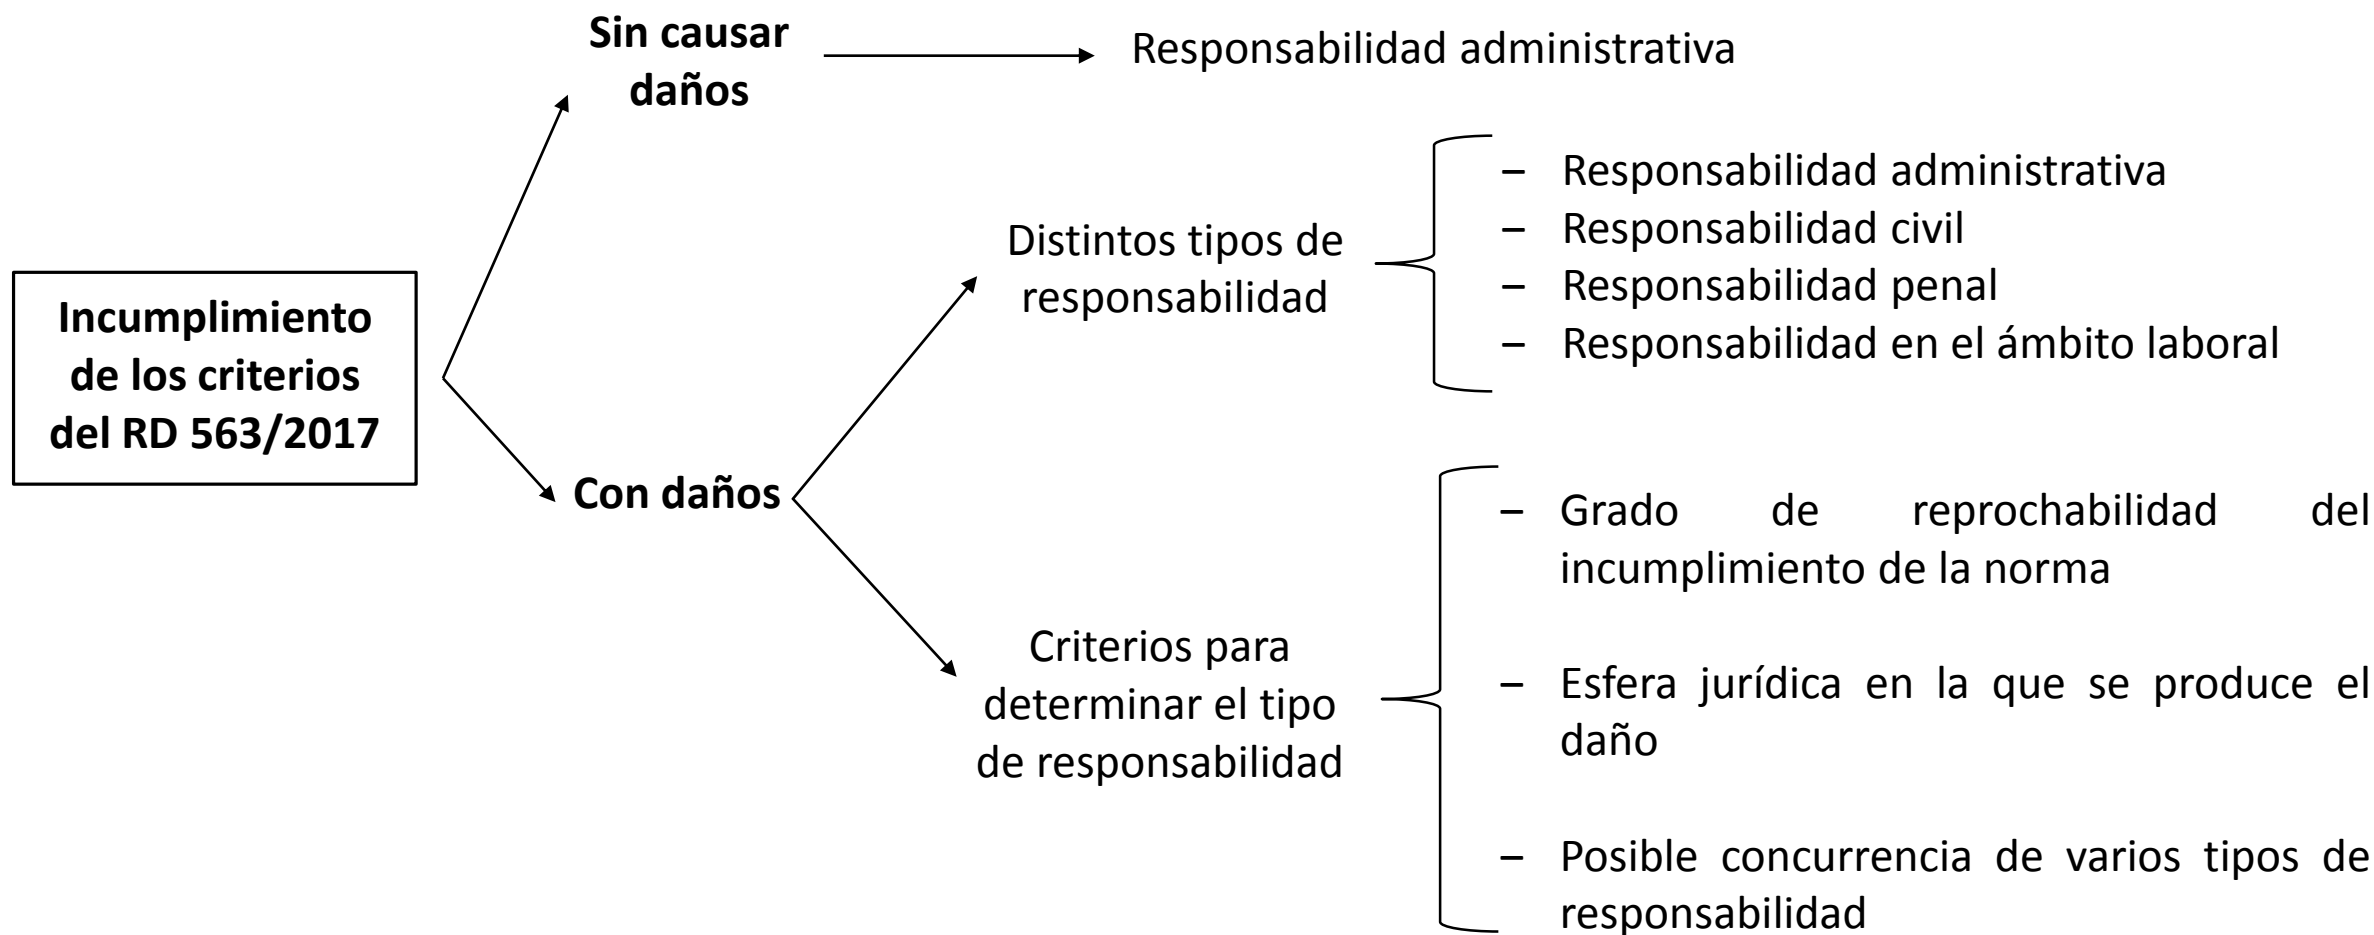 Sin causar
daños
Responsabilidad administrativa
Incumplimiento
de los criterios
del RD 563/2017
Con daños
Distintos tipos de
responsabilidad
– Responsabilidad administrativa
– Responsabilidad civil
– Responsabilidad penal
– Responsabilidad en el ámbito laboral
Criterios para
determinar el tipo
de responsabilidad
– Grado de reprochabilidad del
incumplimiento de la norma
– Esfera jurídica en la que se produce el
daño
– Posible concurrencia de varios tipos de
responsabilidad